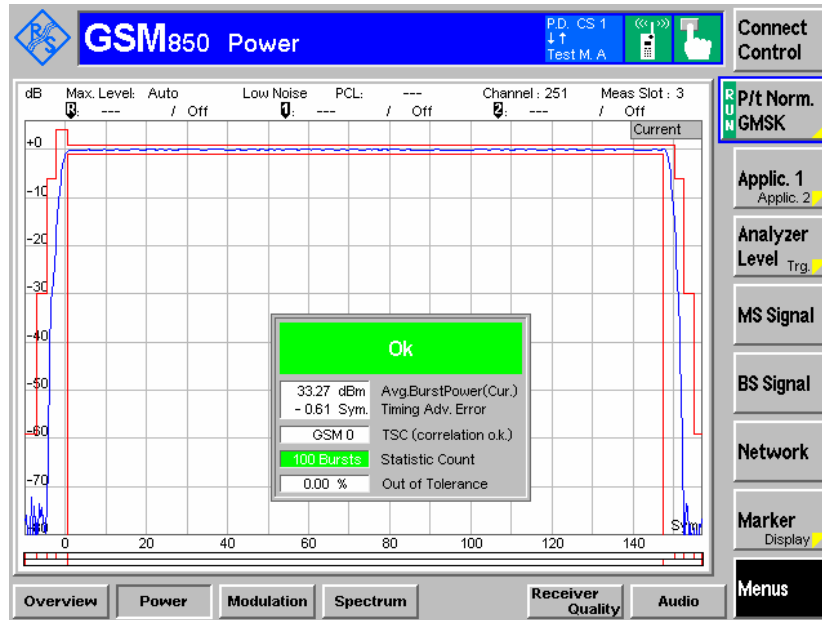 R S
GSM850 Power
P.D. CS 1
Test M. A
Connect Control
dB Max. Level: Auto Low Noise PCL: --- Channel : 251 Meas Slot : 3
R: --- / Off 1: --- / Off 2: --- / Off
Current
RUN
P/t Norm. GMSK
+0
-10
-20
-30
-40
-50
-60
-70
-80
Ok
33.27 dBm Avg.BurstPower(Cur.)
- 0.61 Sym. Timing Adv. Error
GSM 0 TSC (correlation o.k.)
100 Bursts Statistic Count
0.00 % Out of Tolerance
Sym
0 20 40 60 80 100 120 140
Applic. 1
Applic. 2
Analyzer Level Trg.
MS Signal
BS Signal
Network
Marker
Display
Menus
Overview Power Modulation Spectrum Receiver Quality Audio